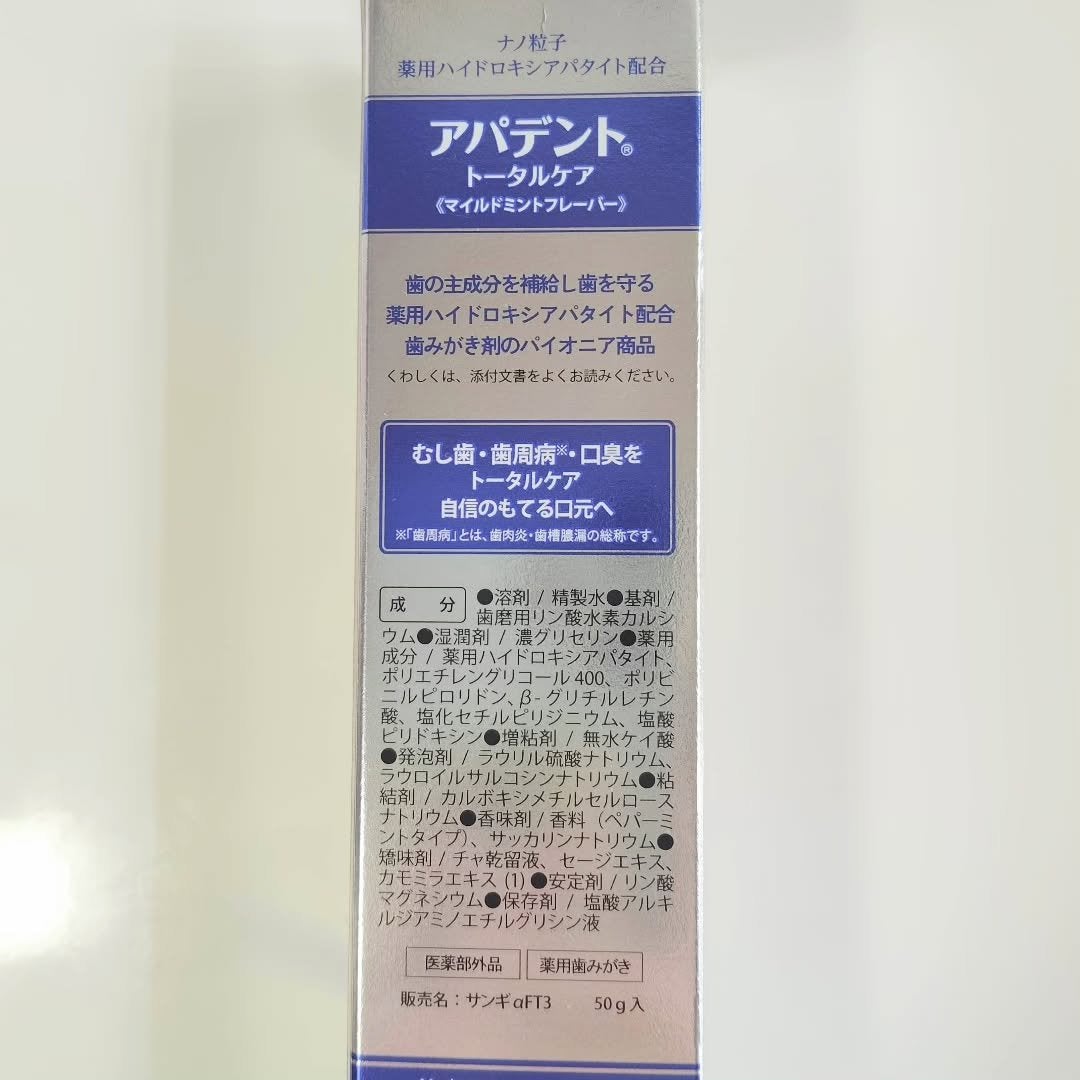 ナノ粒子
薬用ハイドロキシアパタイト配合
アパデント®
トータルケア
《マイルドミントフレーバー》
歯の主成分を補給し歯を守る
薬用ハイドロキシアパタイト配合
歯みがき剤のパイオニア商品
くわしくは、添付文書をよくお読みください。
むし歯・歯周病※・口臭を
トータルケア
自信のもてる口元へ
※「歯周病」とは、歯肉炎・歯槽膿漏の総称です。
成 分 ●溶剤 / 精製水●基剤 /
歯磨用リン酸水素カルシ
ウム●湿潤剤 / 濃グリセリン●薬用
成分 / 薬用ハイドロキシアパタイト、
ポリエチレングリコール 400、ポリビ
ニルピロリドン、β-グリチルレチン
酸、塩化セチルピリジニウム、塩酸
ピリドキシン●増粘剤 / 無水ケイ酸
●発泡剤 / ラウリル硫酸ナトリウム、
ラウロイルサルコシンナトリウム●粘
結剤 / カルボキシメチルセルロース
ナトリウム●香味剤 / 香料（ペパーミ
ントタイプ）、サッカリンナトリウム●
矯味剤 / チャ乾留液、セージエキス、
カモミラエキス (1) ●安定剤 / リン酸
マグネシウム●保存剤 / 塩酸アルキ
ルジアミノエチルグリシン液
医薬部外品 薬用歯みがき
販売名：サンギαFT3 50g入